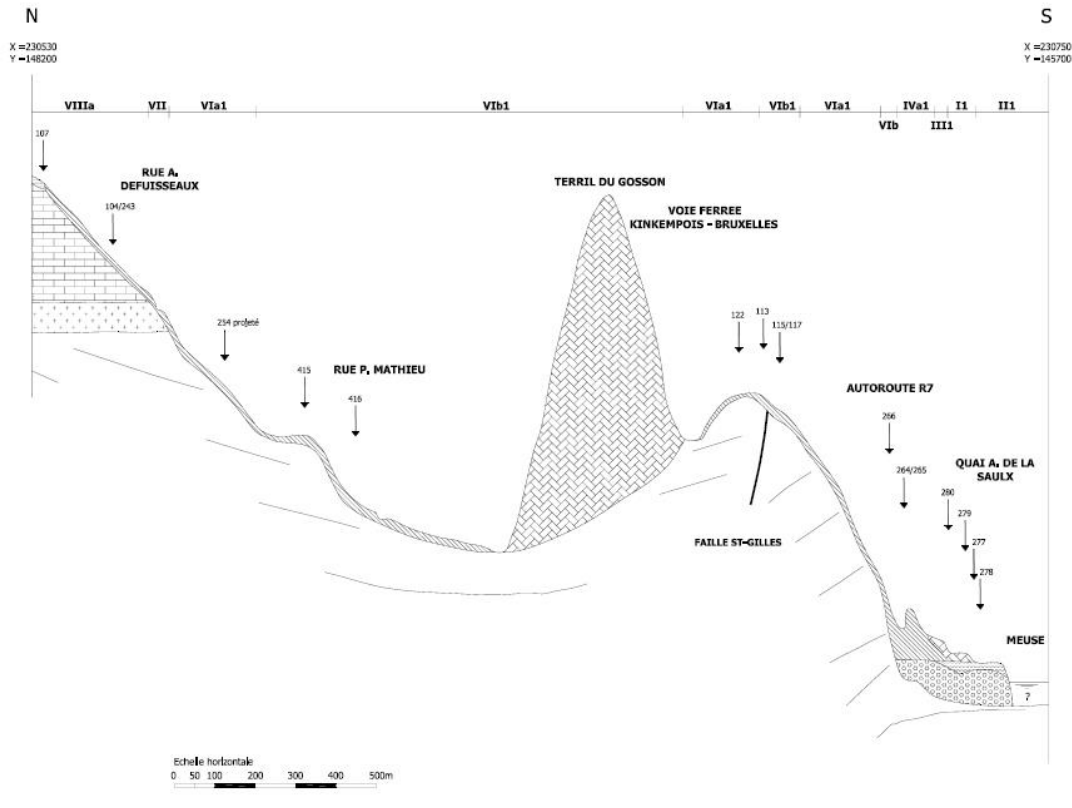 N
S
X =230530
Y =148200
X =230750
Y =145700
VIIIa
VII
VIa1
VIb1
VIa1
VIb1
VIa1
VIb
IVa1
III1
I1
II1
107
RUE A.
DEFUISSEAUX
104/243
TERRIL DU GOSSON
VOIE FERREE
KINKEMPOIS - BRUXELLES
254 projeté
415
RUE P. MATHIEU
416
122
113
115/117
AUTOROUTE R7
266
264/265
QUAI A. DE LA
SAULX
280
279
277
278
FAILLE ST-GILLES
MEUSE
?
Echelle horizontale
0 50 100 200 300 400 500m